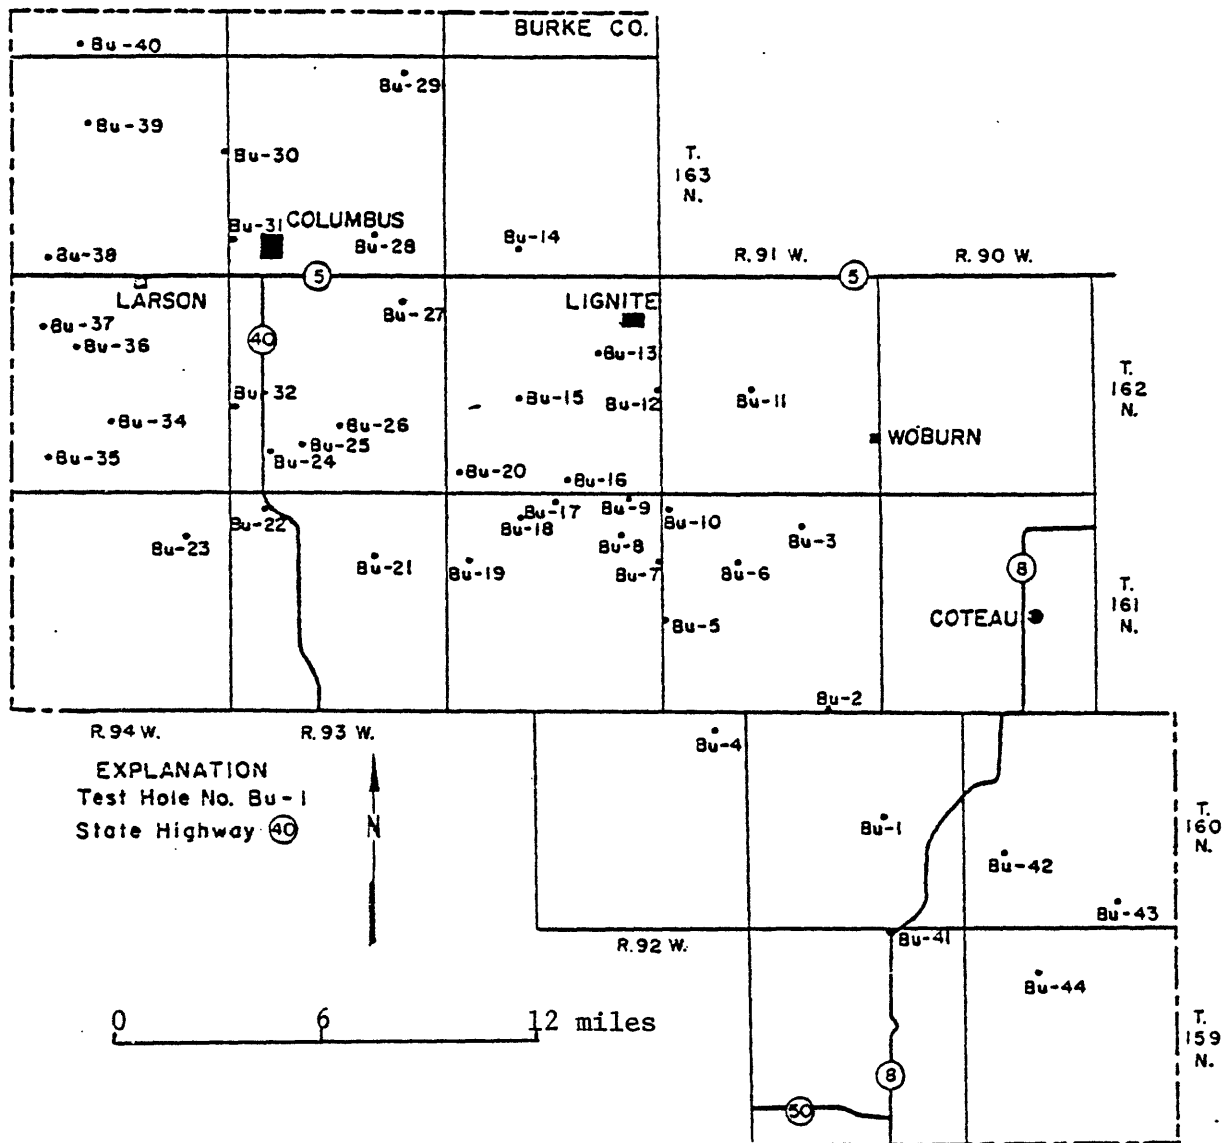 BURKE CO.
Bu-40
Bu-29
Bu-39
Bu-30
T.
163
N.
Bu-31
COLUMBUS
Bu-28
Bu-14
Bu-38
R. 91 W.
R. 90 W.
5
5
LARSON
Bu-27
LIGNITE
Bu-37
Bu-36
40
Bu-13
T.
162
N.
Bu-32
Bu-15
Bu-12
Bu-11
Bu-34
Bu-26
Bu-25
WOBURN
Bu-35
Bu-24
Bu-20
Bu-16
Bu-22
Bu-17
Bu-9
Bu-10
Bu-18
Bu-23
Bu-8
Bu-3
Bu-21
Bu-19
Bu-7
Bu-6
8
T.
161
N.
Bu-5
COTEAU
Bu-2
R. 94 W.
R. 93 W.
Bu-4
EXPLANATION
Test Hole No. Bu-1
State Highway 40
N
Bu-1
T.
160
N.
Bu-42
Bu-43
R. 92 W.
Bu-41
Bu-44
0 6 12 miles
T.
159
N.
8
50